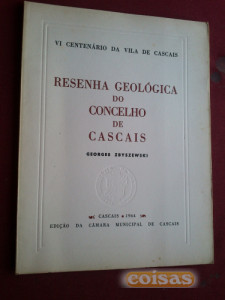 VI CENTENÁRIO DA VILA DE CASCAIS
RESENHA GEOLÓGICA
DO
CONCELHO
DE
CASCAIS
GEORGES ZBYSZEWSKI
CASCAIS 1964
EDIÇÃO DA CÂMARA MUNICIPAL DE CASCAIS
coisas